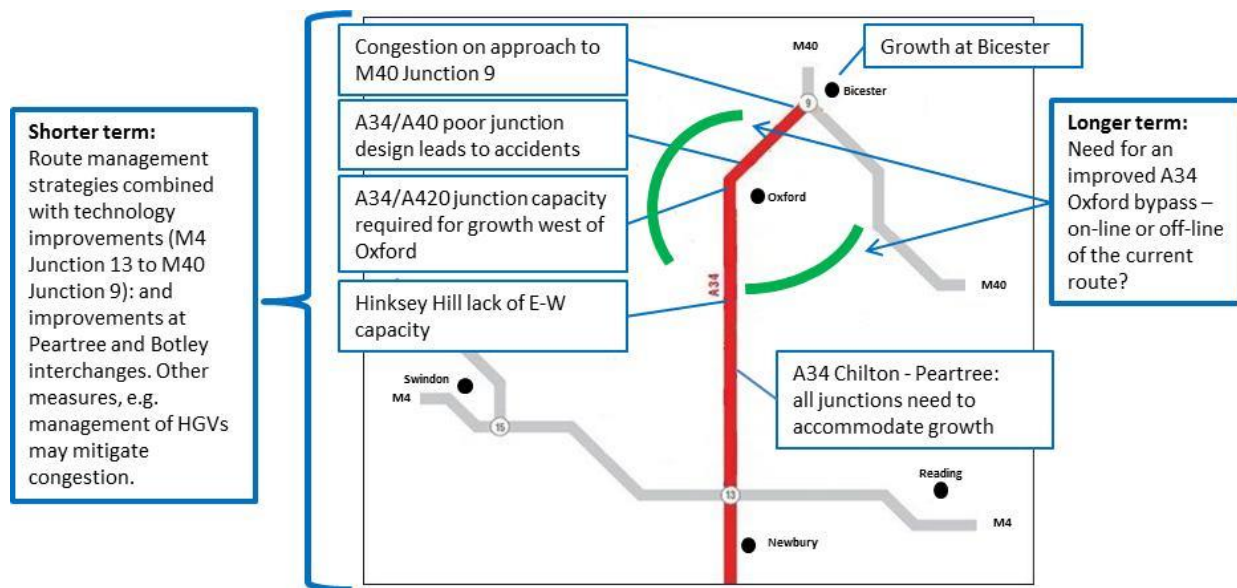 Shorter term:
Route management
strategies combined
with technology
improvements (M4
Junction 13 to M40
Junction 9): and
improvements at
Peartree and Botley
interchanges. Other
measures, e.g.
management of HGVs
may mitigate
congestion.
Congestion on approach to
M40 Junction 9
A34/A40 poor junction
design leads to accidents
A34/A420 junction capacity
required for growth west of
Oxford
Hinksey Hill lack of E-W
capacity
M40
Growth at Bicester
Bicester
9
Oxford
A34
M40
Longer term:
Need for an
improved A34
Oxford bypass –
on-line or off-line
of the current
route?
A34 Chilton - Peartree:
all junctions need to
accommodate growth
Swindon
M4
15
Reading
13
M4
Newbury